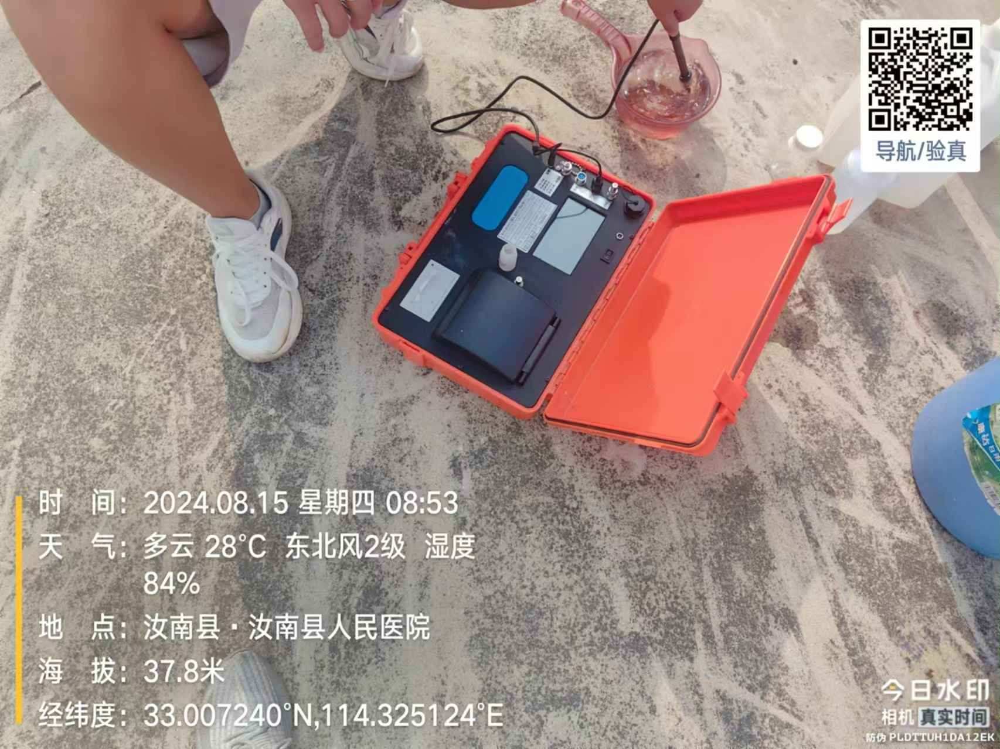 导航/验真
时 间：2024.08.15 星期四 08:53
天 气：多云 28℃ 东北风2级 湿度
84%
地 点：汝南县·汝南县人民医院
海 拔：37.8米
经纬度：33.007240°N,114.325124°E
今日水印
相机 真实时间
防伪 PLDTTUH1DA12EK